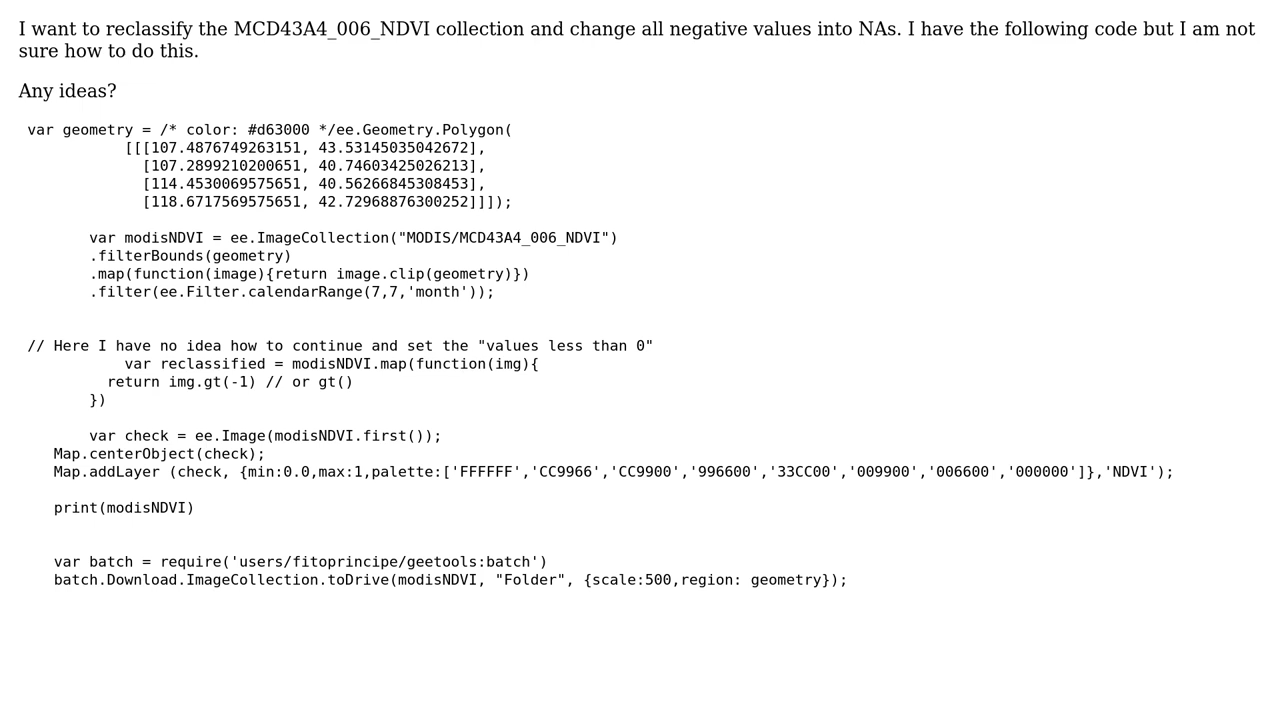 I want to reclassify the MCD43A4_006_NDVI collection and change all negative values into NAs. I have the following code but I am not
sure how to do this.
Any ideas?
var geometry = /* color: #d63000 */ee.Geometry.Polygon(
[[[107.4876749263151, 43.53145035042672],
[107.2899210200651, 40.74603425026213],
[114.4530069575651, 40.56266845308453],
[118.6717569575651, 42.72968876300252]]]);
var modisNDVI = ee.ImageCollection("MODIS/MCD43A4_006_NDVI")
.filterBounds(geometry)
.map(function(image){return image.clip(geometry)})
.filter(ee.Filter.calendarRange(7,7,'month'));
// Here I have no idea how to continue and set the "values less than 0"
var reclassified = modisNDVI.map(function(img){
return img.gt(-1) // or gt()
})
var check = ee.Image(modisNDVI.first());
Map.centerObject(check);
Map.addLayer (check, {min:0.0,max:1,palette:['FFFFFF','CC9966','CC9900','996600','33CC00','009900','006600','000000']},'NDVI');
print(modisNDVI)
var batch = require('users/fitoprincipe/geetools:batch')
batch.Download.ImageCollection.toDrive(modisNDVI, "Folder", {scale:500,region: geometry});